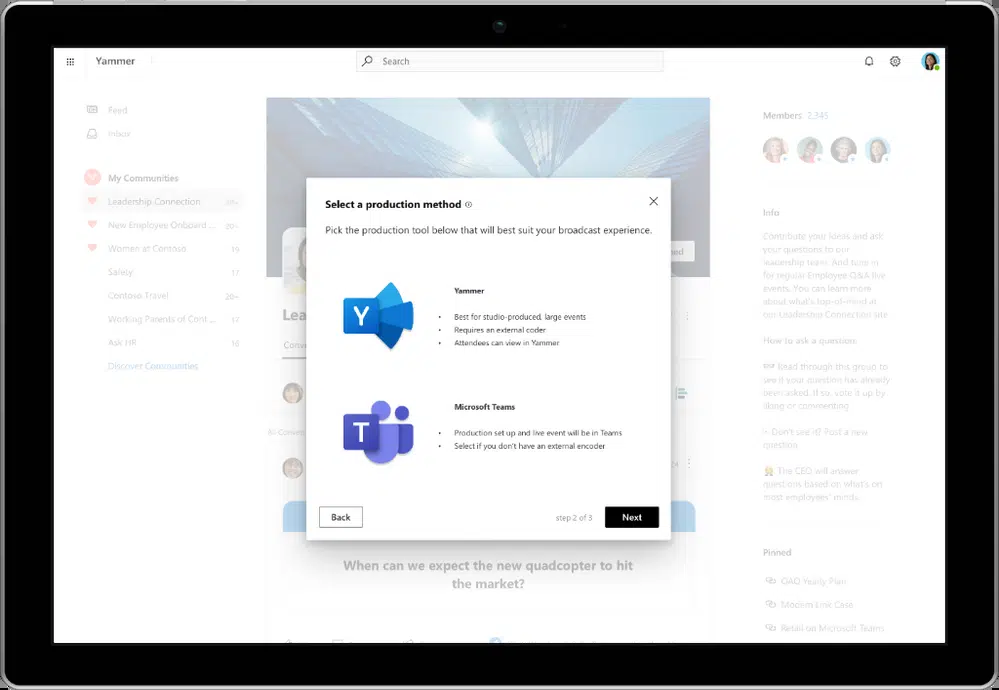 Yammer
Search
Feed
Inbox
My Communities
Leadership Connection 20+
New Employee Onboard ... 20+
Women at Contoso 19
Safety 17
Contoso Travel 20+
Working Parents of Cont ... 17
Ask HR 10
Discover Communities
Members 2,345
Info
Contribute your ideas and ask
your questions to our
leadership team. And tune in
for regular Employee Q&A live
events. You can learn more
about what's top-of-mind at
our Leadership Connection site
How to ask a question:
Read through this group to
see if your question has already
been asked. If so, vote it up by
liking or commenting
Don't see it? Post a new
question
The CEO will answer
questions based on what's on
most employees' minds.
Pinned
Yearly Plan
Modern Link Case
Retail on Microsoft Teams
Select a production method
Pick the production tool below that will best suit your broadcast experience.
Y
Yammer
• Best for studio-produced, large events
• Requires an external coder
• Attendees can view in Yammer
T
Microsoft Teams
• Production set up and live event will be in Teams
• Select if you don't have an external encoder
Back
step 2 of 3
Next
Lea
Conv
When can we expect the new quadcopter to hit
the market?